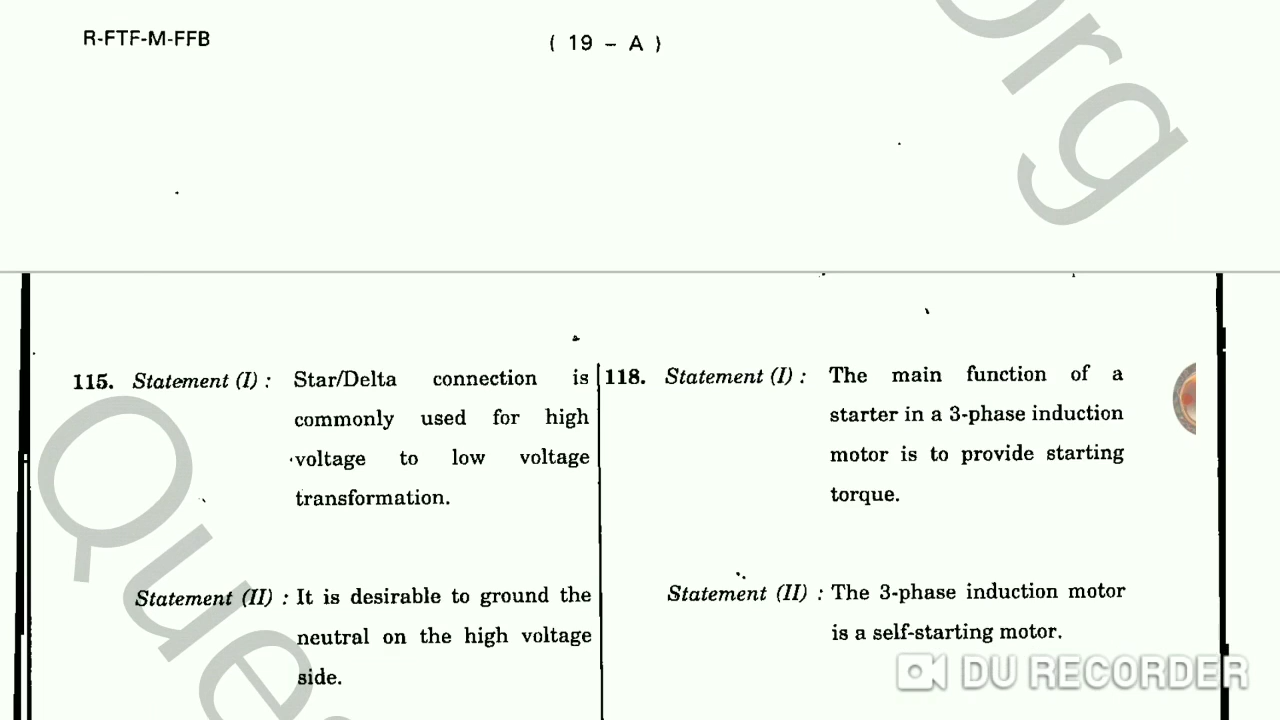 R-FTF-M-FFB
( 19 – A )
org
115. Statement (I) : Star/Delta connection is
commonly used for high
voltage to low voltage
transformation.
Statement (II) : It is desirable to ground the
neutral on the high voltage
side.
118. Statement (I) : The main function of a
starter in a 3-phase induction
motor is to provide starting
torque.
Statement (II) : The 3-phase induction motor
is a self-starting motor.
Que
DU RECORDER